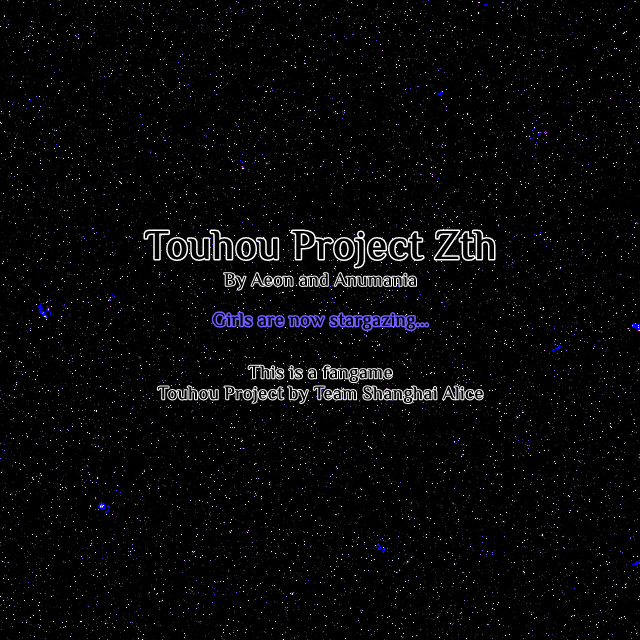 Touhou Project Zth
By Aeon and Anumania
Girls are now stargazing...
This is a fangame
Touhou Project by Team Shanghai Alice